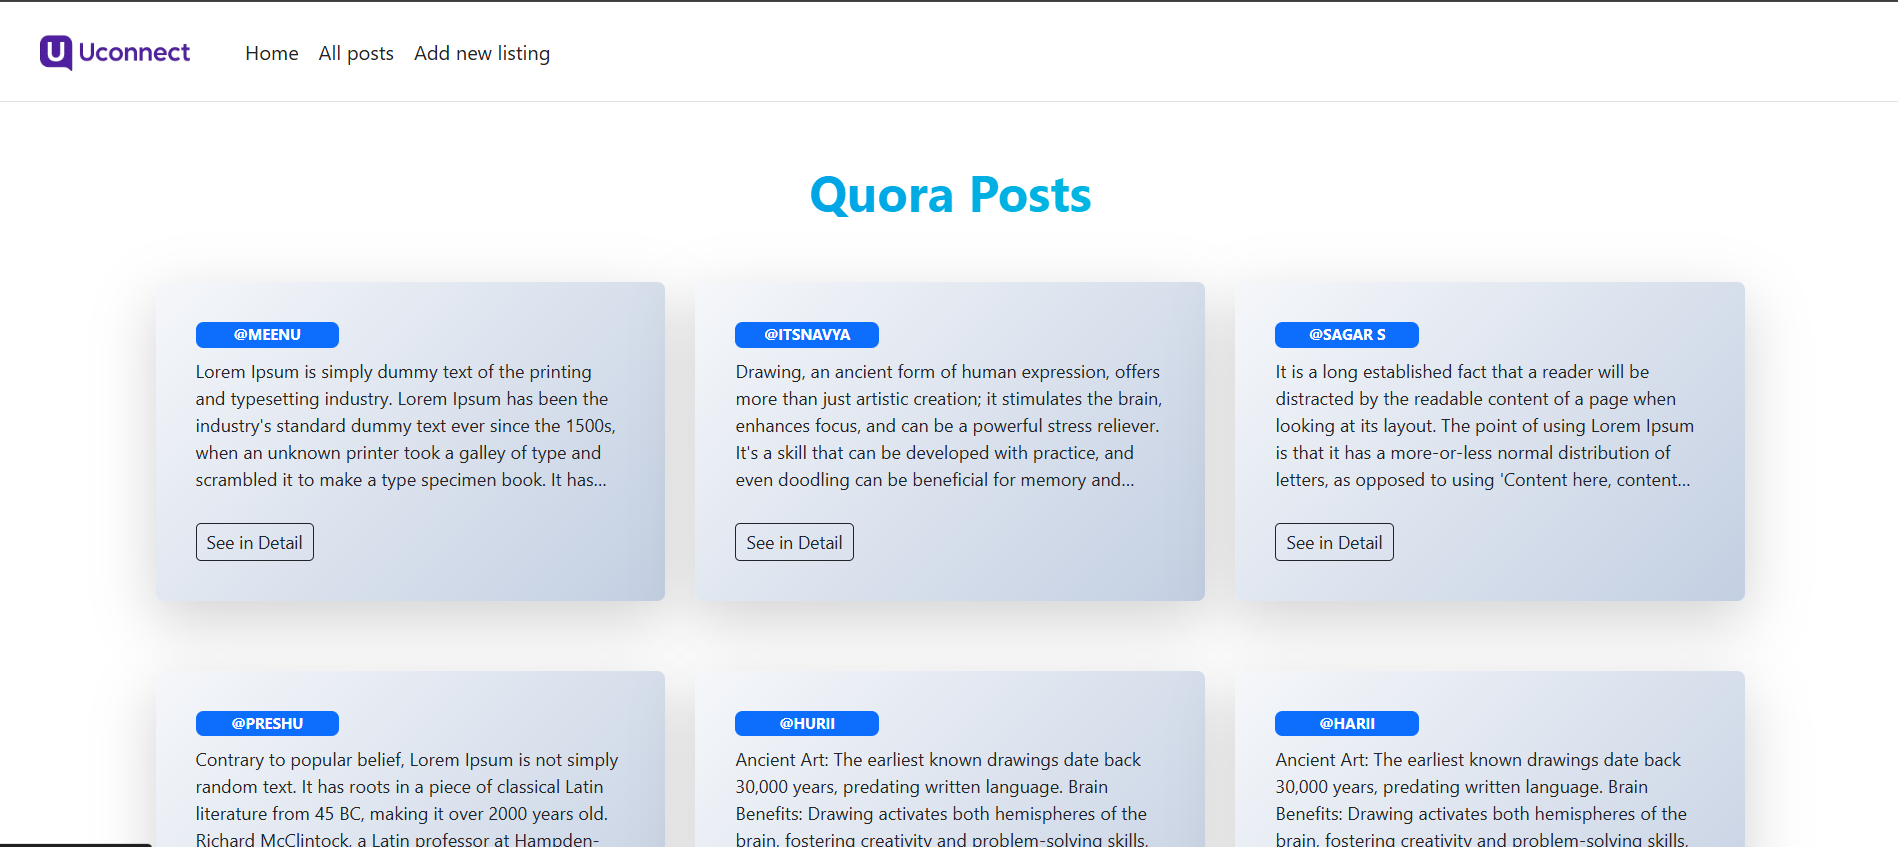 Uconnect
Home All posts Add new listing
Quora Posts
@MEENU
Lorem Ipsum is simply dummy text of the printing
and typesetting industry. Lorem Ipsum has been the
industry's standard dummy text ever since the 1500s,
when an unknown printer took a galley of type and
scrambled it to make a type specimen book. It has...
See in Detail
@ITSNAVYA
Drawing, an ancient form of human expression, offers
more than just artistic creation; it stimulates the brain,
enhances focus, and can be a powerful stress reliever.
It's a skill that can be developed with practice, and
even doodling can be beneficial for memory and...
See in Detail
@SAGAR S
It is a long established fact that a reader will be
distracted by the readable content of a page when
looking at its layout. The point of using Lorem Ipsum
is that it has a more-or-less normal distribution of
letters, as opposed to using 'Content here, content...
See in Detail
@PRESHU
Contrary to popular belief, Lorem Ipsum is not simply
random text. It has roots in a piece of classical Latin
literature from 45 BC, making it over 2000 years old.
Richard McClintock, a Latin professor at Hampden-
@HURII
Ancient Art: The earliest known drawings date back
30,000 years, predating written language. Brain
Benefits: Drawing activates both hemispheres of the
brain, fostering creativity and problem-solving skills.
@HARII
Ancient Art: The earliest known drawings date back
30,000 years, predating written language. Brain
Benefits: Drawing activates both hemispheres of the
brain, fostering creativity and problem-solving skills.